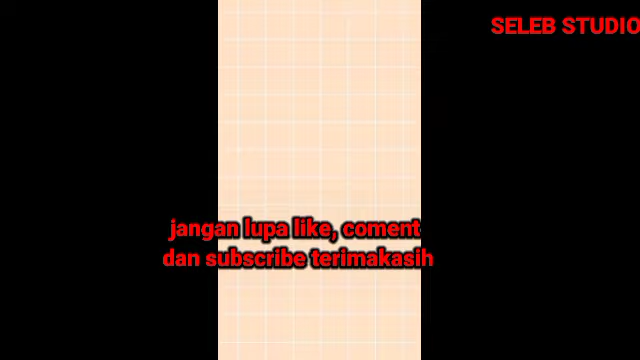 SELEB STUDIO
jangan lupa like, coment
dan subscribe terimakasih